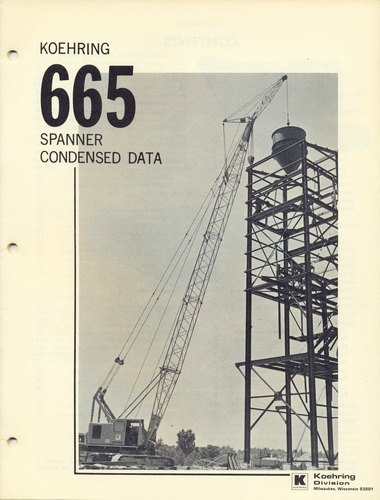 KOEHRING
665
SPANNER
CONDENSED DATA
K
Koehring
Division
Milwaukee, Wisconsin 53201